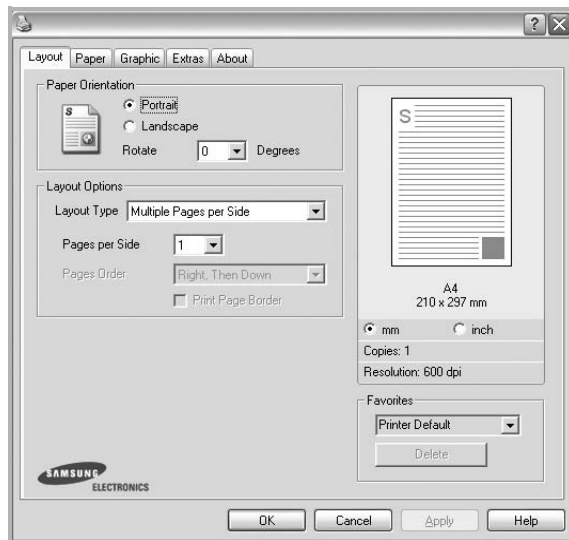 Layout Paper Graphic Extras About
Paper Orientation
S
Portrait
Landscape
Rotate 0 Degrees
Layout Options
Layout Type Multiple Pages per Side
Pages per Side 1
Pages Order Right, Then Down
Print Page Border
S
A4
210 x 297 mm
mm inch
Copies: 1
Resolution: 600 dpi
Favorites
Printer Default
Delete
SAMSUNG
ELECTRONICS
OK Cancel Apply Help